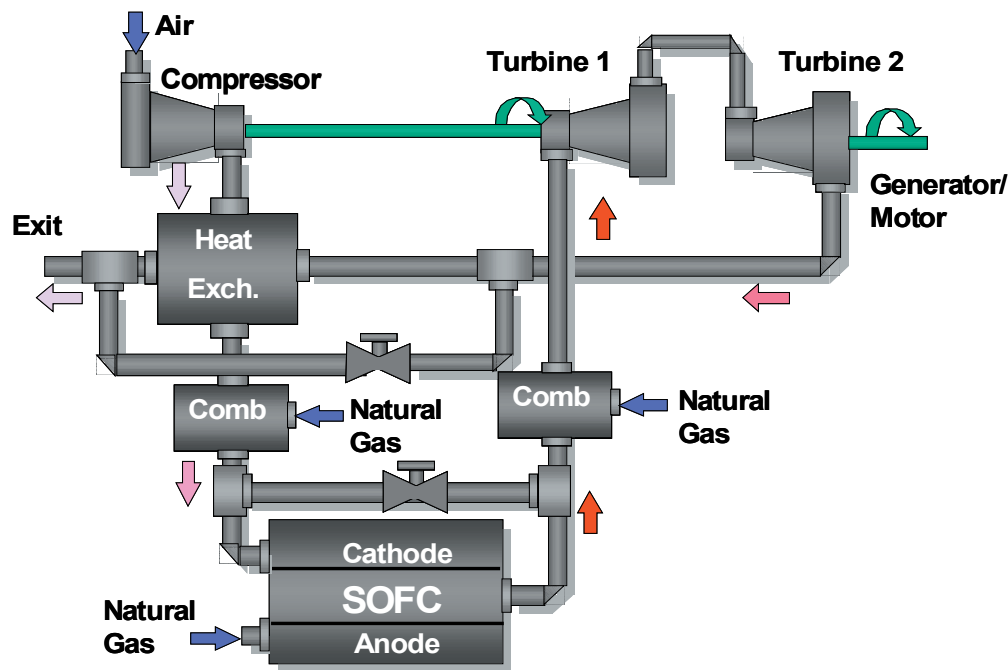 Air
Compressor
Turbine 1
Turbine 2
Generator/
Motor
Exit
Heat
Exch.
Comb
Natural
Gas
Comb
Natural
Gas
Cathode
SOFC
Anode
Natural
Gas